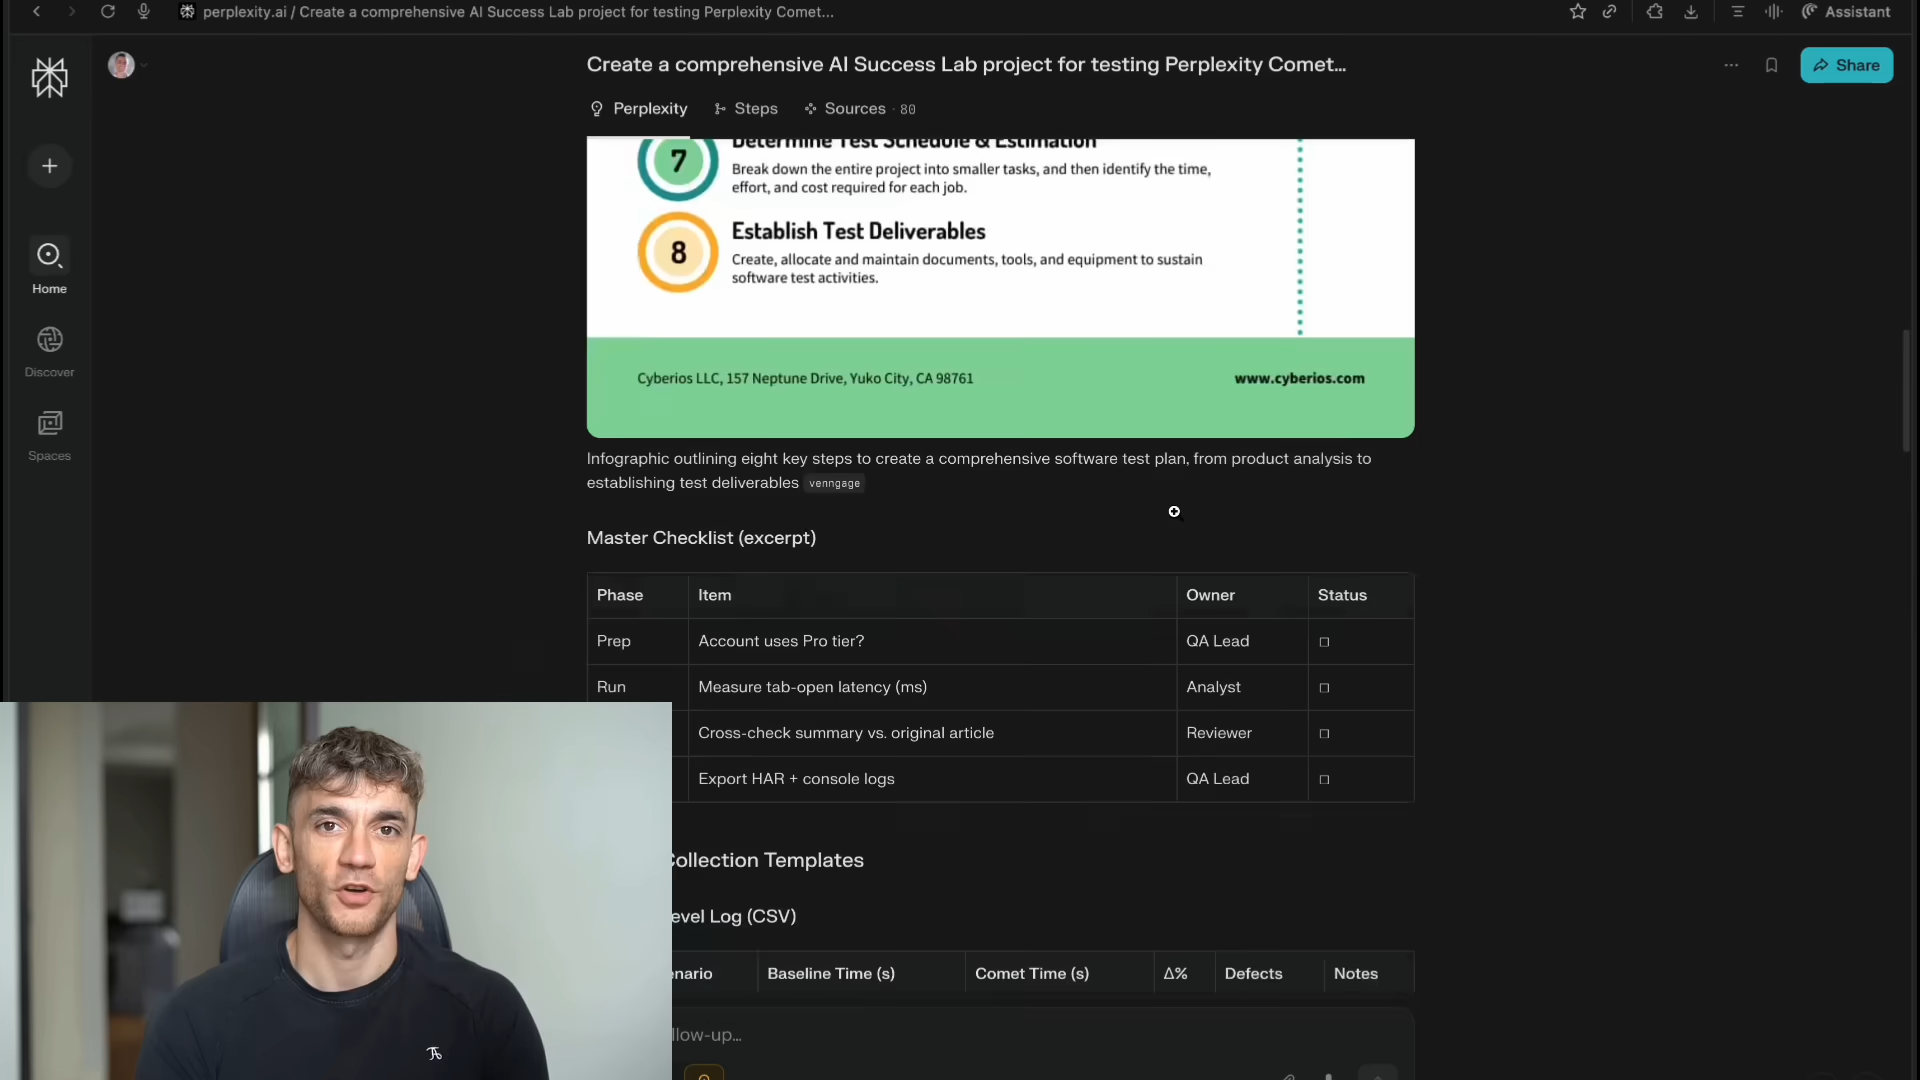 perplexity.ai / Create a comprehensive AI Success Lab project for testing Perplexity Comet...
Assistant
Create a comprehensive AI Success Lab project for testing Perplexity Comet...
Share
Perplexity
Steps
Sources · 80
Home
Discover
Spaces
7
Determine Test Schedule & Estimation
Break down the entire project into smaller tasks, and then identify the time,
effort, and cost required for each job.
8
Establish Test Deliverables
Create, allocate and maintain documents, tools, and equipment to sustain
software test activities.
Cyberios LLC, 157 Neptune Drive, Yuko City, CA 98761
www.cyberios.com
Infographic outlining eight key steps to create a comprehensive software test plan, from product analysis to
establishing test deliverables venngage
Master Checklist (excerpt)
Phase Item Owner Status
Prep Account uses Pro tier? QA Lead
Run Measure tab-open latency (ms) Analyst
Cross-check summary vs. original article Reviewer
Export HAR + console logs QA Lead
Collection Templates
evel Log (CSV)
nario Baseline Time (s) Comet Time (s) Δ% Defects Notes
llow-up...